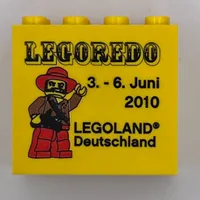 LEGOREDO
3. - 6. Juni
2010
LEGOLAND®
Deutschland